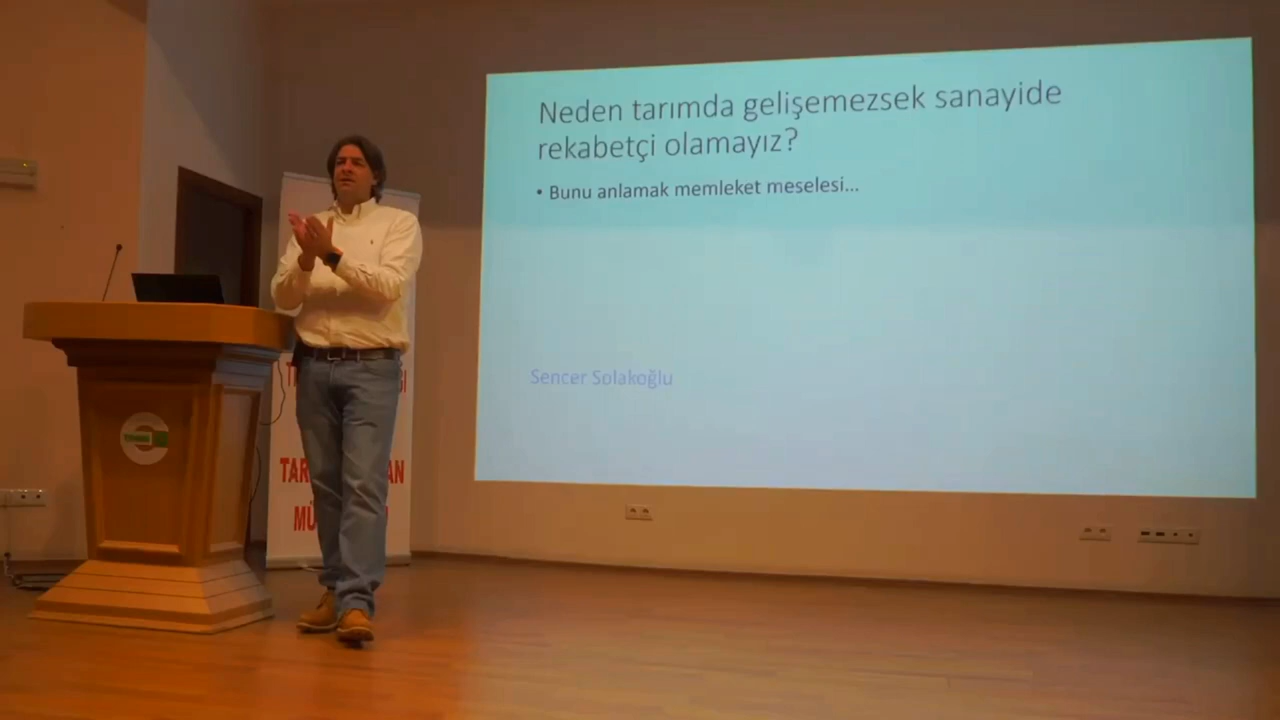 Neden tarımda gelişemezsek sanayide
rekabetçi olamayız?
• Bunu anlamak memleket meselesi...
Sencer Solakoğlu